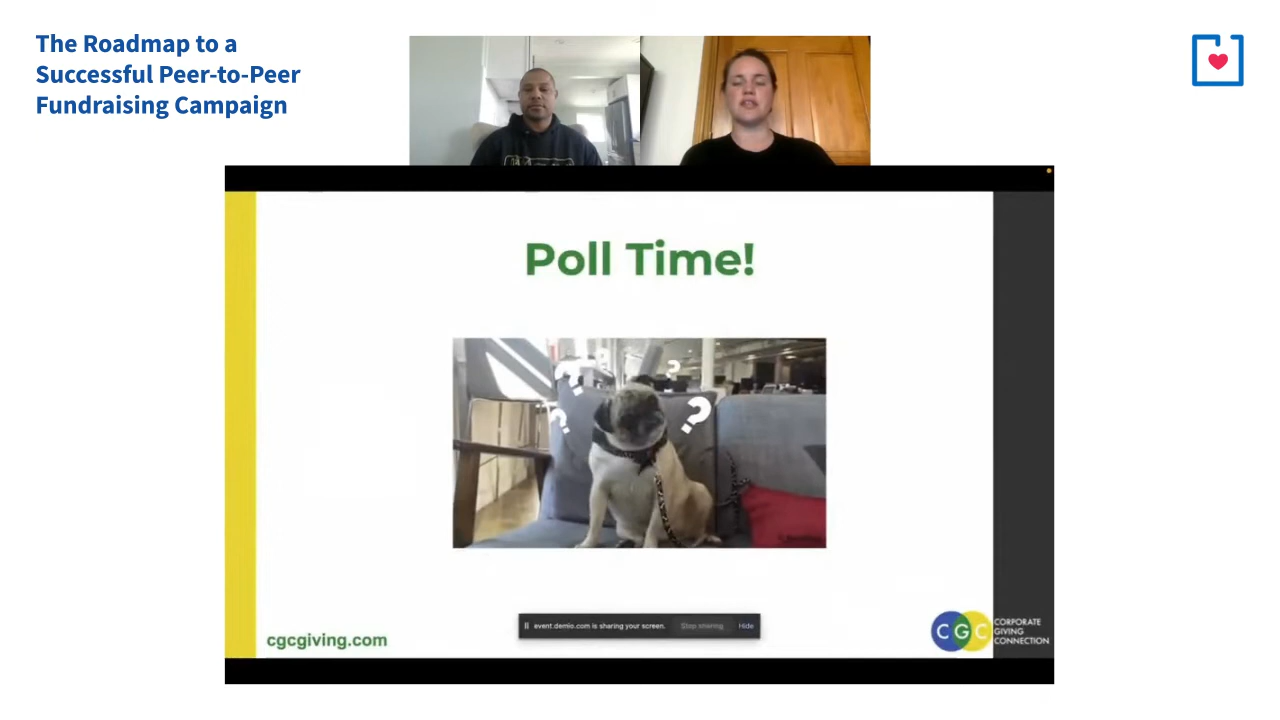 The Roadmap to a
Successful Peer-to-Peer
Fundraising Campaign
Poll Time!
? ? ? ?
event.demio.com is sharing your screen. Stop sharing Hide
cgcgiving.com
CGC
CORPORATE
GIVING
CONNECTION